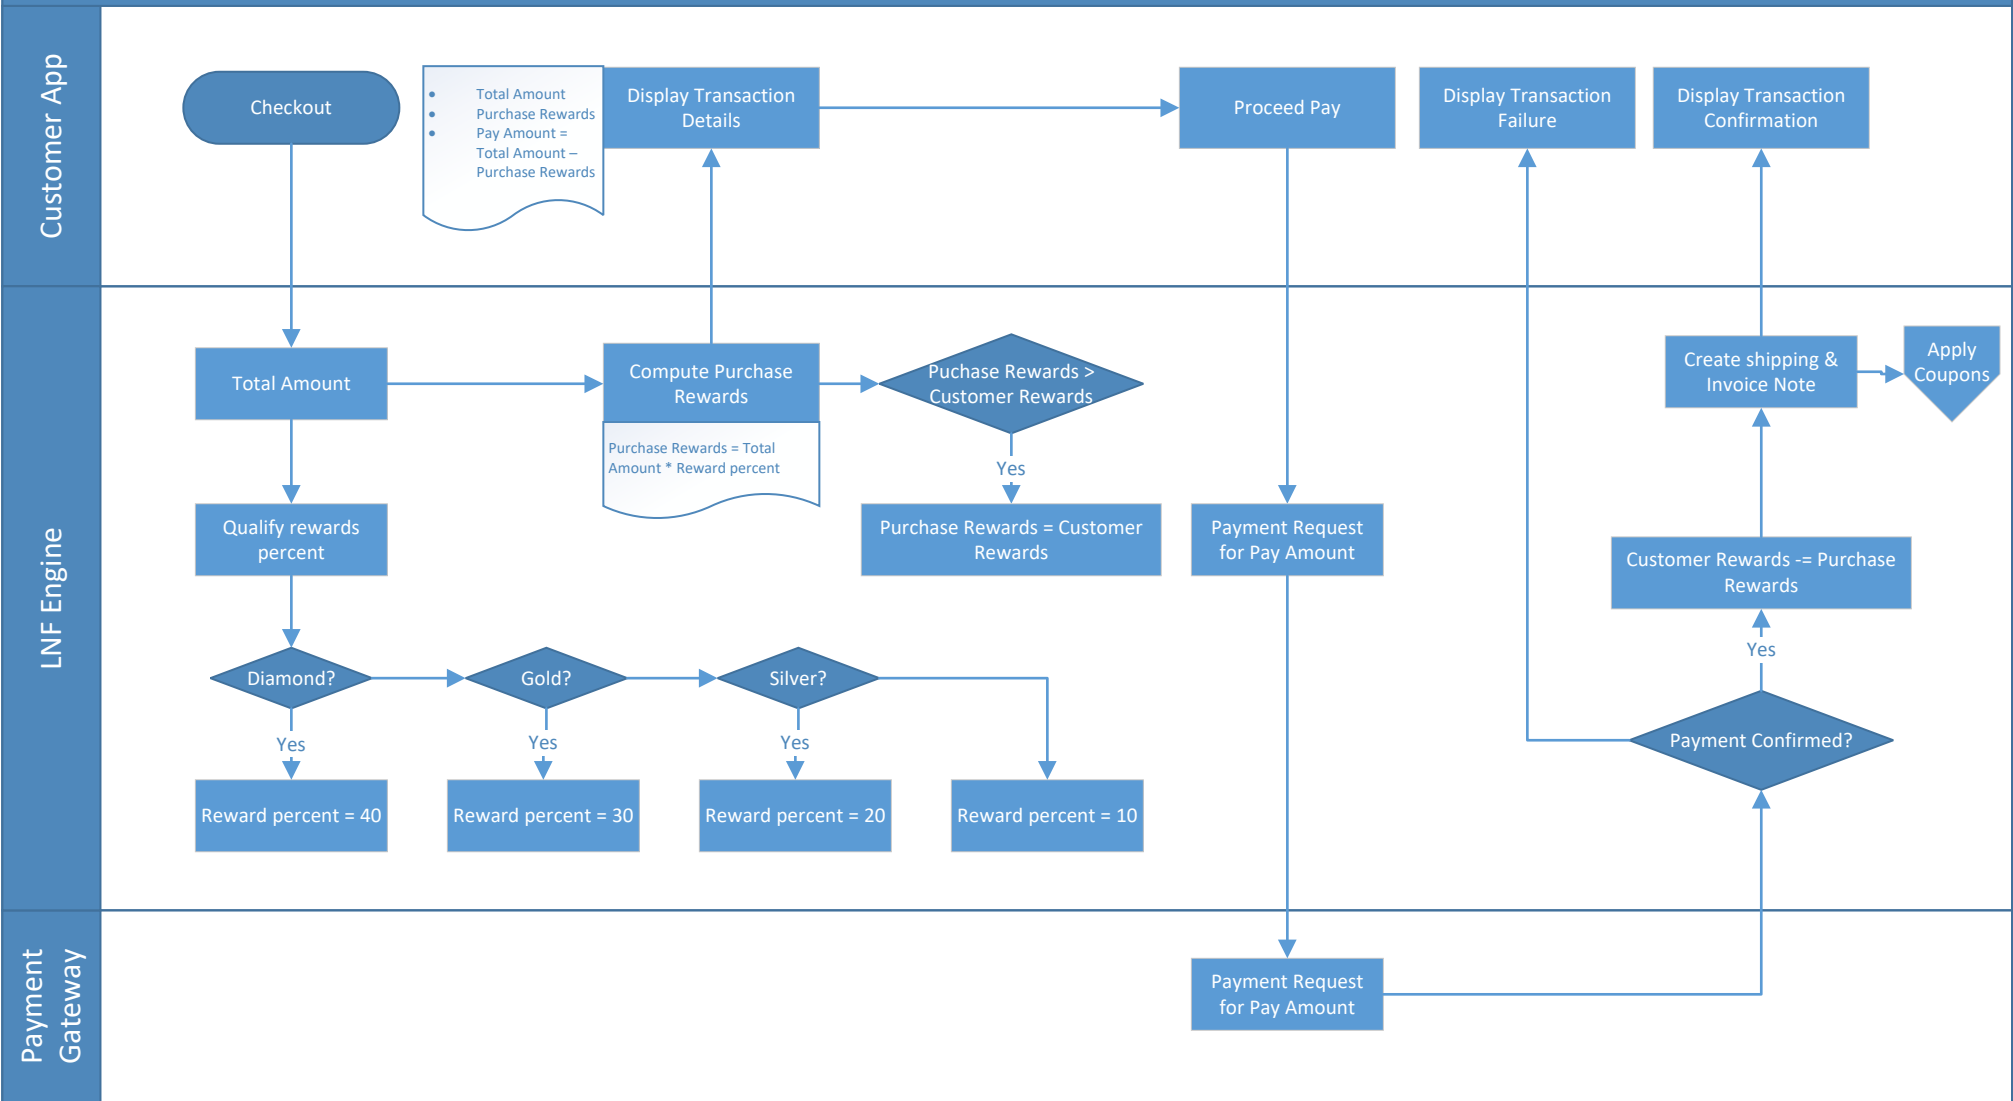 Customer App
Checkout
• Total Amount
• Purchase Rewards
• Pay Amount =
Total Amount –
Purchase Rewards
Display Transaction
Details
Proceed Pay
Display Transaction
Failure
Display Transaction
Confirmation
LNF Engine
Total Amount
Compute Purchase
Rewards
Purchase Rewards = Total
Amount * Reward percent
Puchase Rewards >
Customer Rewards
Yes
Purchase Rewards = Customer
Rewards
Qualify rewards
percent
Diamond?
Gold?
Silver?
Yes
Yes
Yes
Reward percent = 40
Reward percent = 30
Reward percent = 20
Reward percent = 10
Payment Request
for Pay Amount
Create shipping &
Invoice Note
Apply
Coupons
Customer Rewards -= Purchase
Rewards
Yes
Payment Confirmed?
Payment
Gateway
Payment Request
for Pay Amount